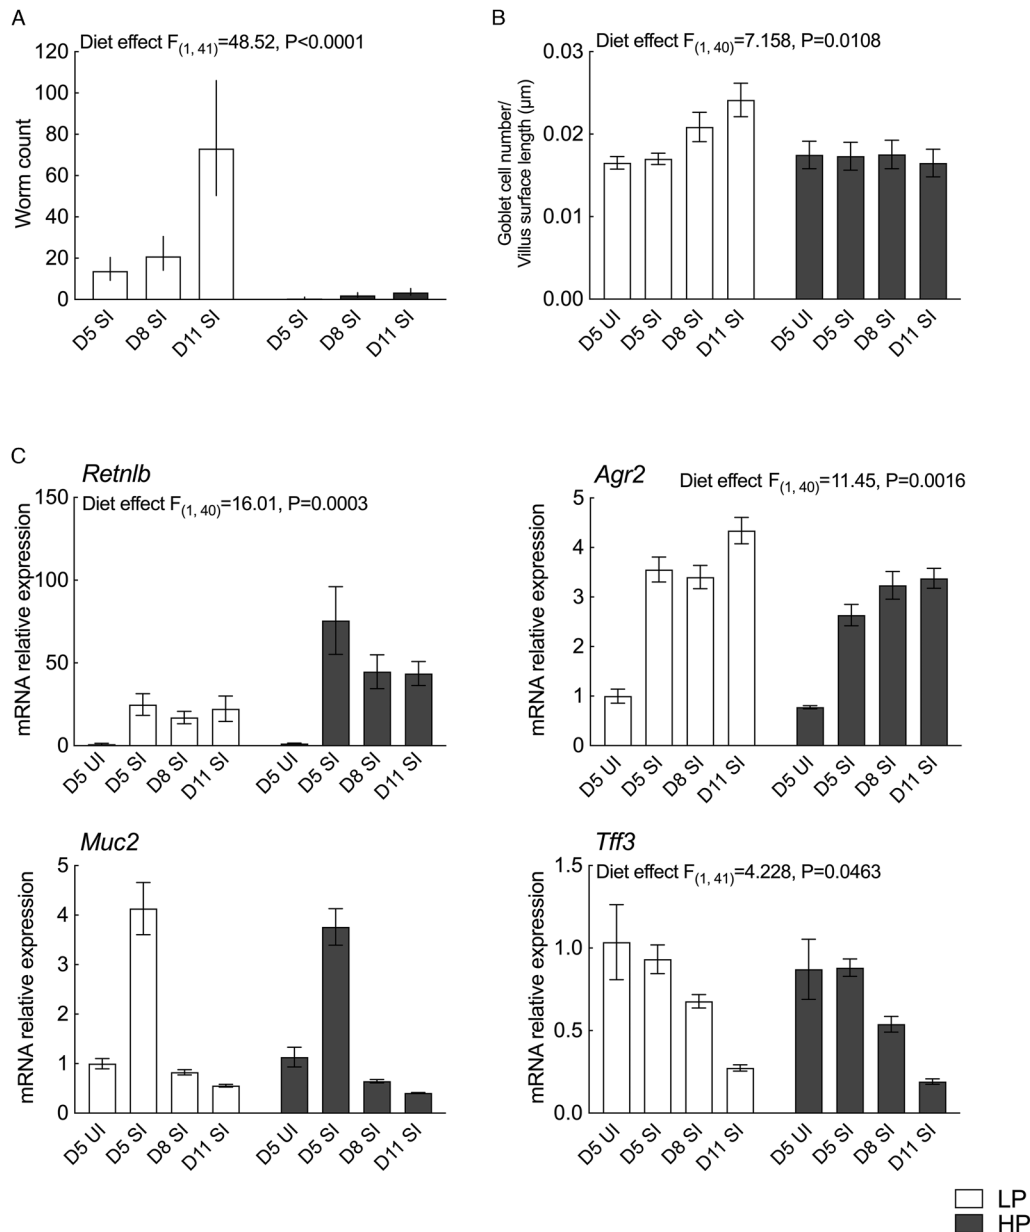 A
Diet effect F(1, 41)=48.52, P<0.0001
Worm count
120
100
80
60
40
20
0
D5 SI
D8 SI
D11 SI
D5 SI
D8 SI
D11 SI
B
Diet effect F(1, 40)=7.158, P=0.0108
Goblet cell number/
Villus surface length (μm)
0.03
0.02
0.01
0.00
D5 UI
D5 SI
D8 SI
D11 SI
D5 UI
D5 SI
D8 SI
D11 SI
C
Retnlb
Diet effect F(1, 40)=16.01, P=0.0003
mRNA relative expression
150
100
50
0
D5 UI
D5 SI
D8 SI
D11 SI
D5 UI
D5 SI
D8 SI
D11 SI
Agr2
Diet effect F(1, 40)=11.45, P=0.0016
mRNA relative expression
5
4
3
2
1
0
D5 UI
D5 SI
D8 SI
D11 SI
D5 UI
D5 SI
D8 SI
D11 SI
Muc2
mRNA relative expression
5
4
3
2
1
0
D5 UI
D5 SI
D8 SI
D11 SI
D5 UI
D5 SI
D8 SI
D11 SI
Tff3
Diet effect F(1, 41)=4.228, P=0.0463
mRNA relative expression
1.5
1.0
0.5
0.0
D5 UI
D5 SI
D8 SI
D11 SI
D5 UI
D5 SI
D8 SI
D11 SI
LP
HP